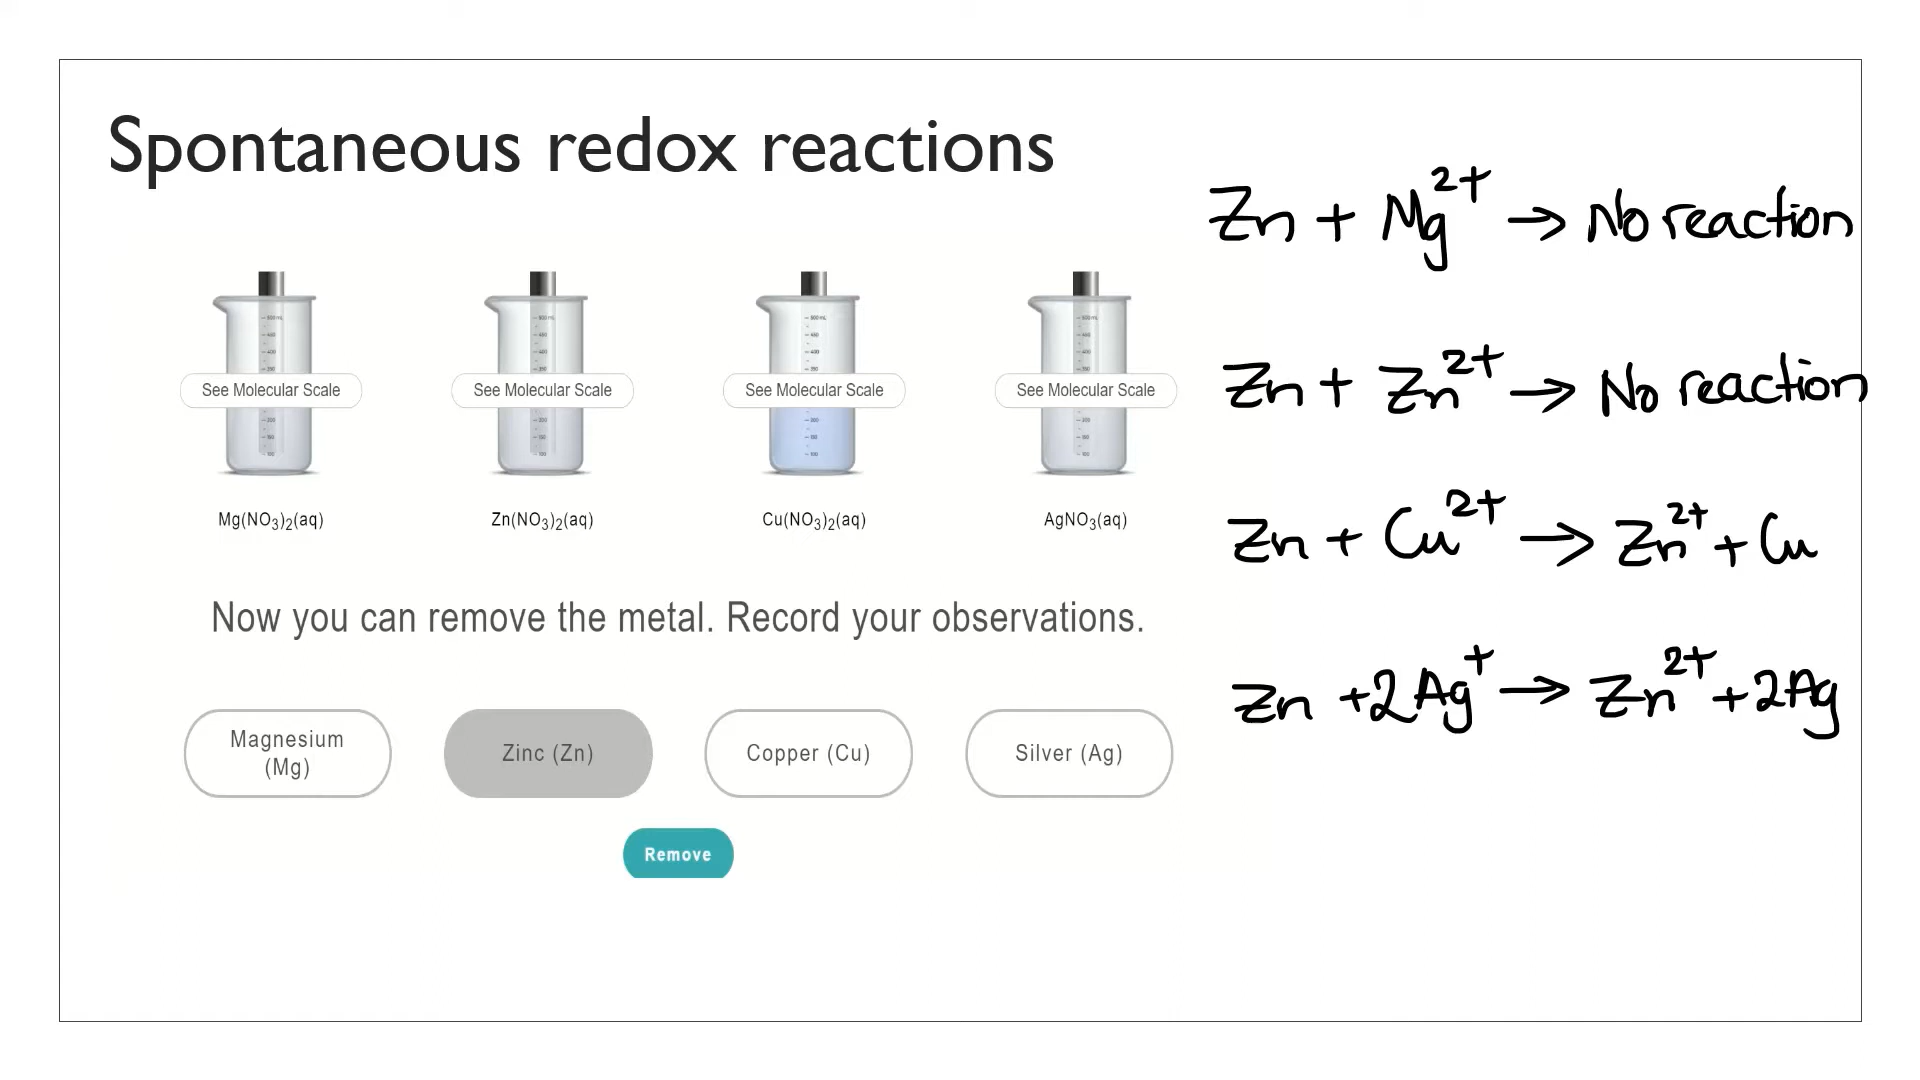 Spontaneous redox reactions
Zn + Mg²⁺ → No reaction
Zn + Zn²⁺ → No reaction
Zn + Cu²⁺ → Zn²⁺ + Cu
Zn + 2Ag⁺ → Zn²⁺ + 2Ag
See Molecular Scale
See Molecular Scale
See Molecular Scale
See Molecular Scale
Mg(NO₃)₂(aq)
Zn(NO₃)₂(aq)
Cu(NO₃)₂(aq)
AgNO₃(aq)
Now you can remove the metal. Record your observations.
Magnesium
(Mg)
Zinc (Zn)
Copper (Cu)
Silver (Ag)
Remove